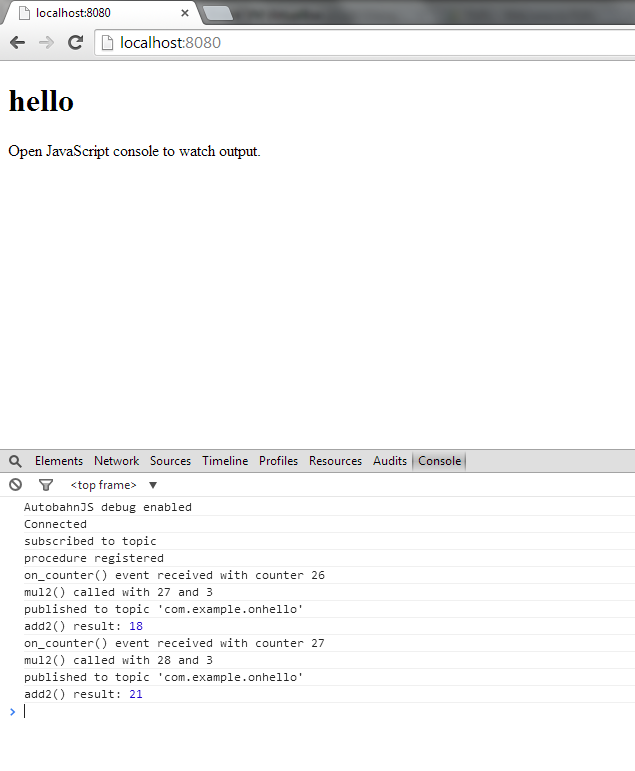 localhost:8080
localhost:8080
hello
Open JavaScript console to watch output.
Elements Network Sources Timeline Profiles Resources Audits Console
<top frame>
AutobahnJS debug enabled
Connected
subscribed to topic
procedure registered
on_counter() event received with counter 26
mul2() called with 27 and 3
published to topic 'com.example.onhello'
add2() result: 18
on_counter() event received with counter 27
mul2() called with 28 and 3
published to topic 'com.example.onhello'
add2() result: 21